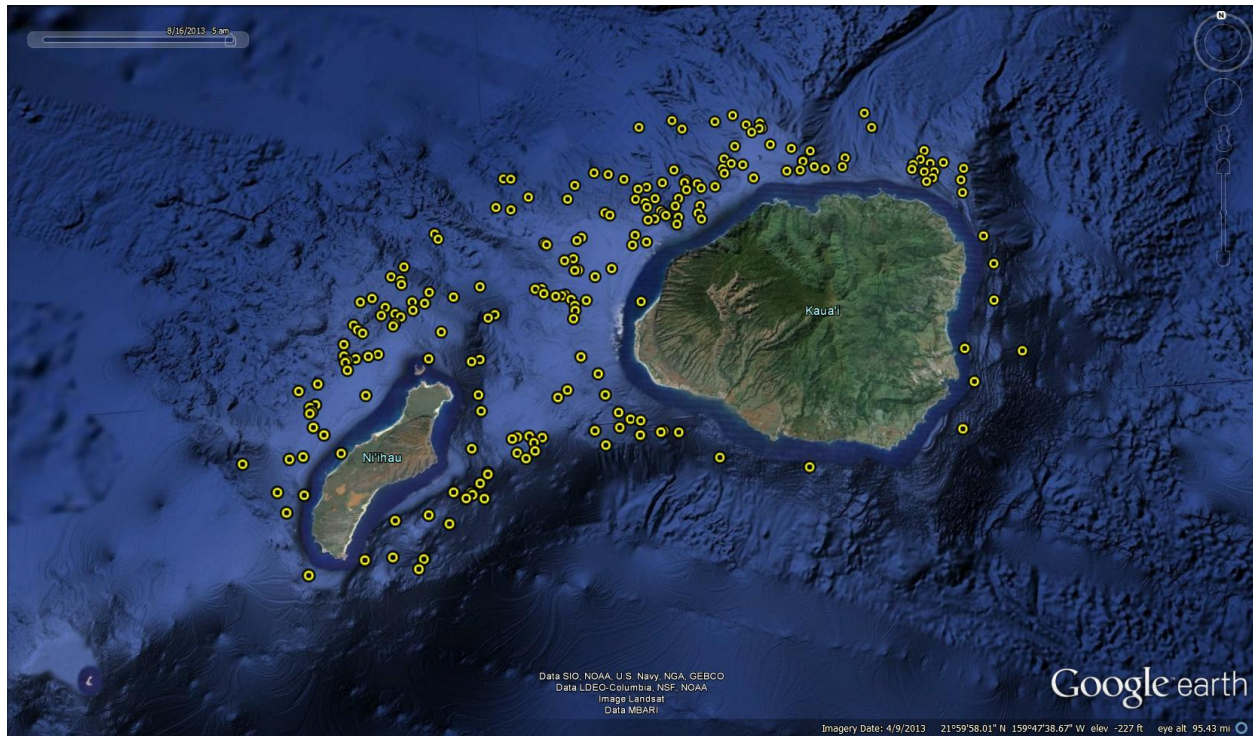 8/16/2013 5 am
N
Kaua'i
Ni'ihau
Data SIO, NOAA, U.S. Navy, NGA, GEBCO
Data LDEO-Columbia, NSF, NOAA
Image Landsat
Data MBARI
Google earth
Imagery Date: 4/9/2013 21°59'58.01" N 159°47'38.67" W elev -227 ft eye alt 95.43 mi